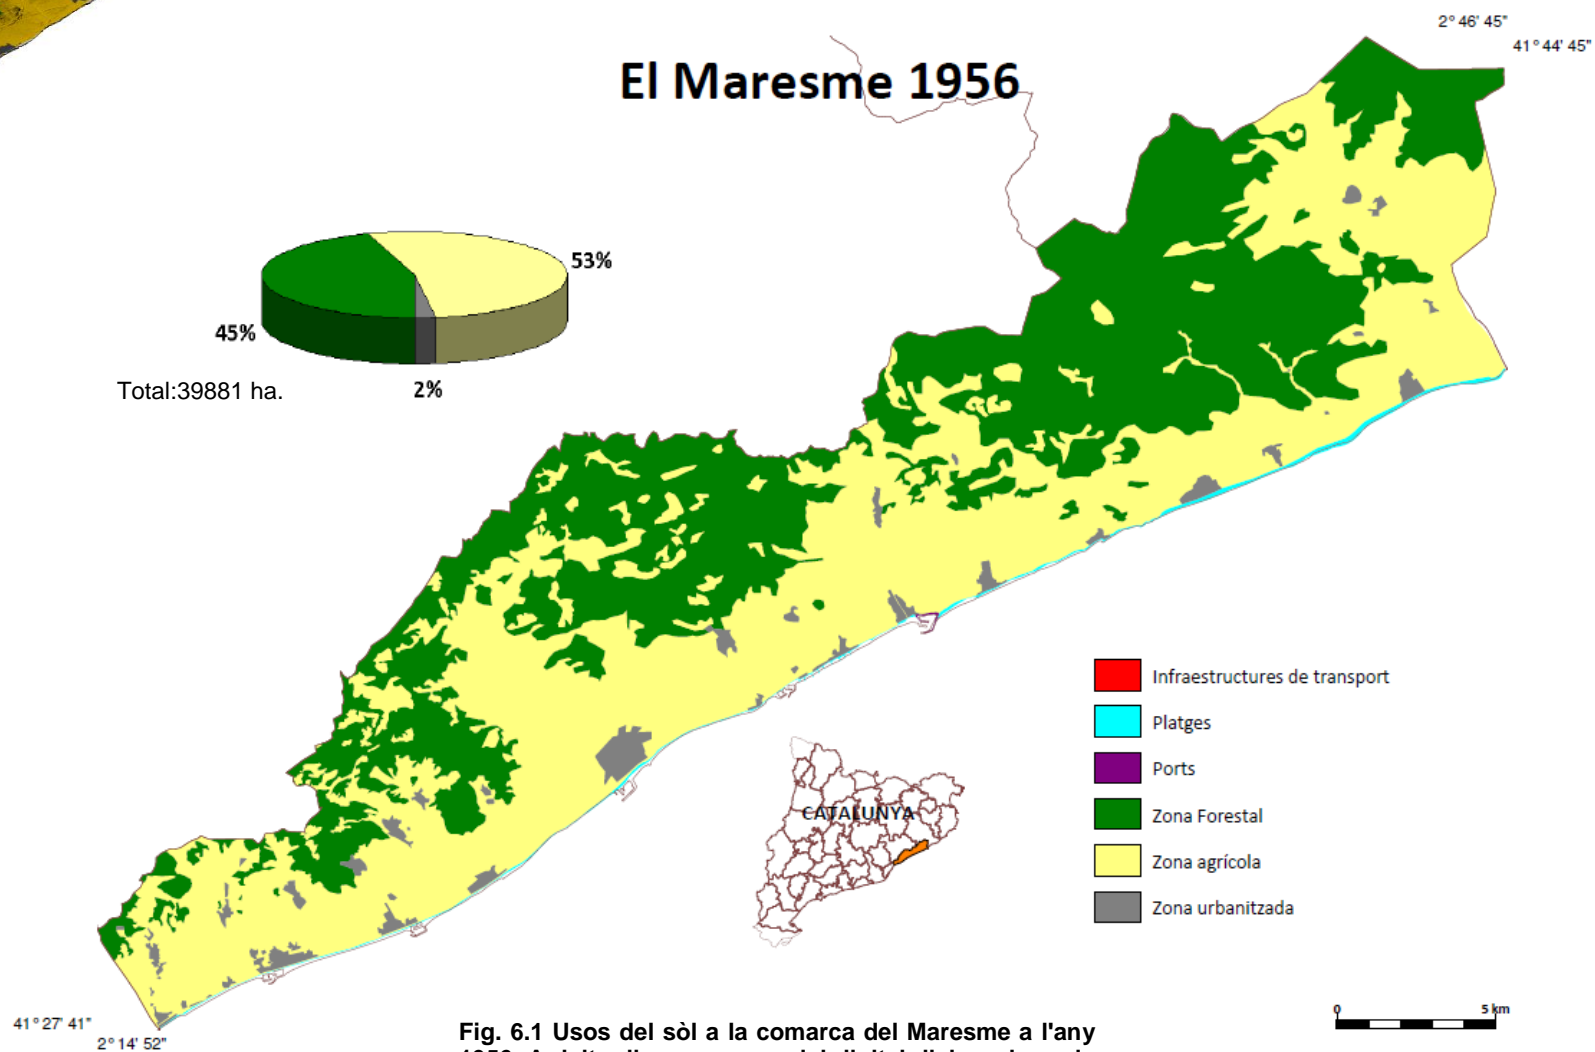 2° 46' 45"
41° 44' 45"
El Maresme 1956
53%
45%
2%
Total:39881 ha.
Infraestructures de transport
Platges
Ports
Zona Forestal
Zona agrícola
Zona urbanitzada
CATALUNYA
0 5 km
41° 27' 41"
2° 14' 52"
Fig. 6.1 Usos del sòl a la comarca del Maresme a l'any